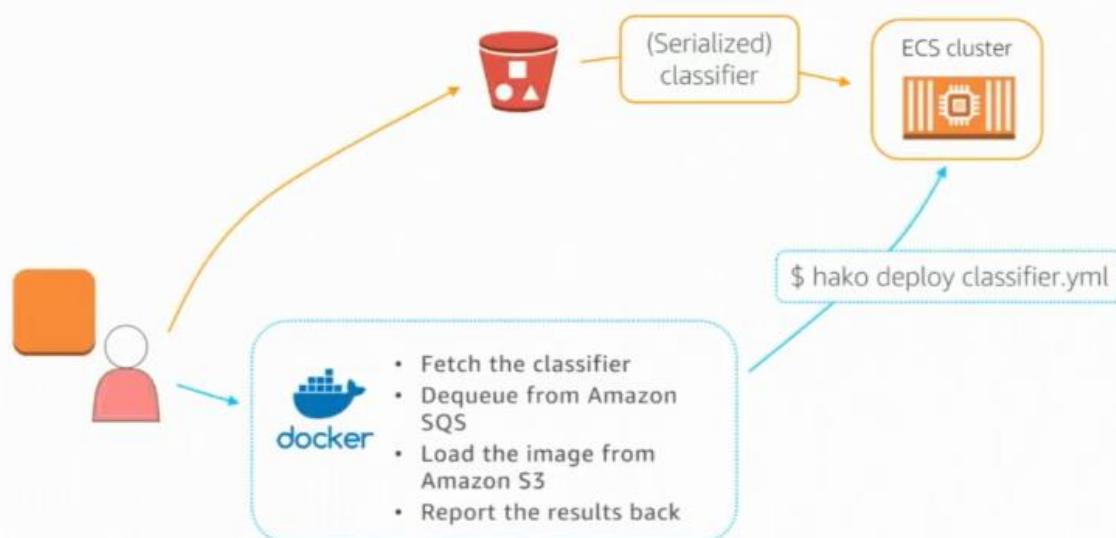 (Serialized)
classifier
ECS cluster
$ hako deploy classifier.yml
docker
• Fetch the classifier
• Dequeue from Amazon
SQS
• Load the image from
Amazon S3
• Report the results back